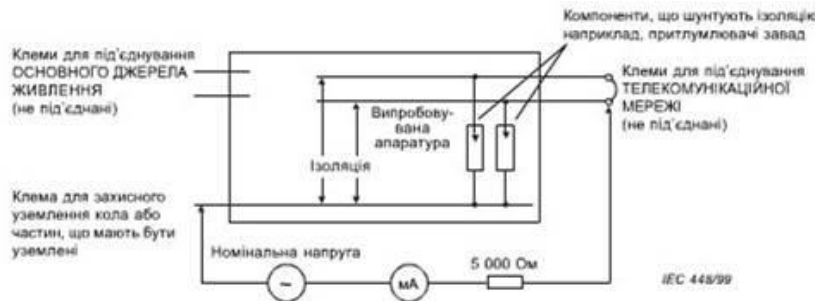 Компоненти, що шунтують ізоляцію
наприклад, притлумлювачі завад
Клеми для під'єднування
ОСНОВНОГО ДЖЕРЕЛА
ЖИВЛЕННЯ
(не під'єднані)
Клеми для під'єднування
ТЕЛЕКОМУНІКАЦІЙНОЇ
МЕРЕЖІ
(не під'єднані)
Випробову-
вана
апаратура
Ізоляція
Клема для захисного
уземлення кола або
частин, що мають бути
уземлені
Номінальна напруга
~
мА
5 000 Ом
IEC 448/99